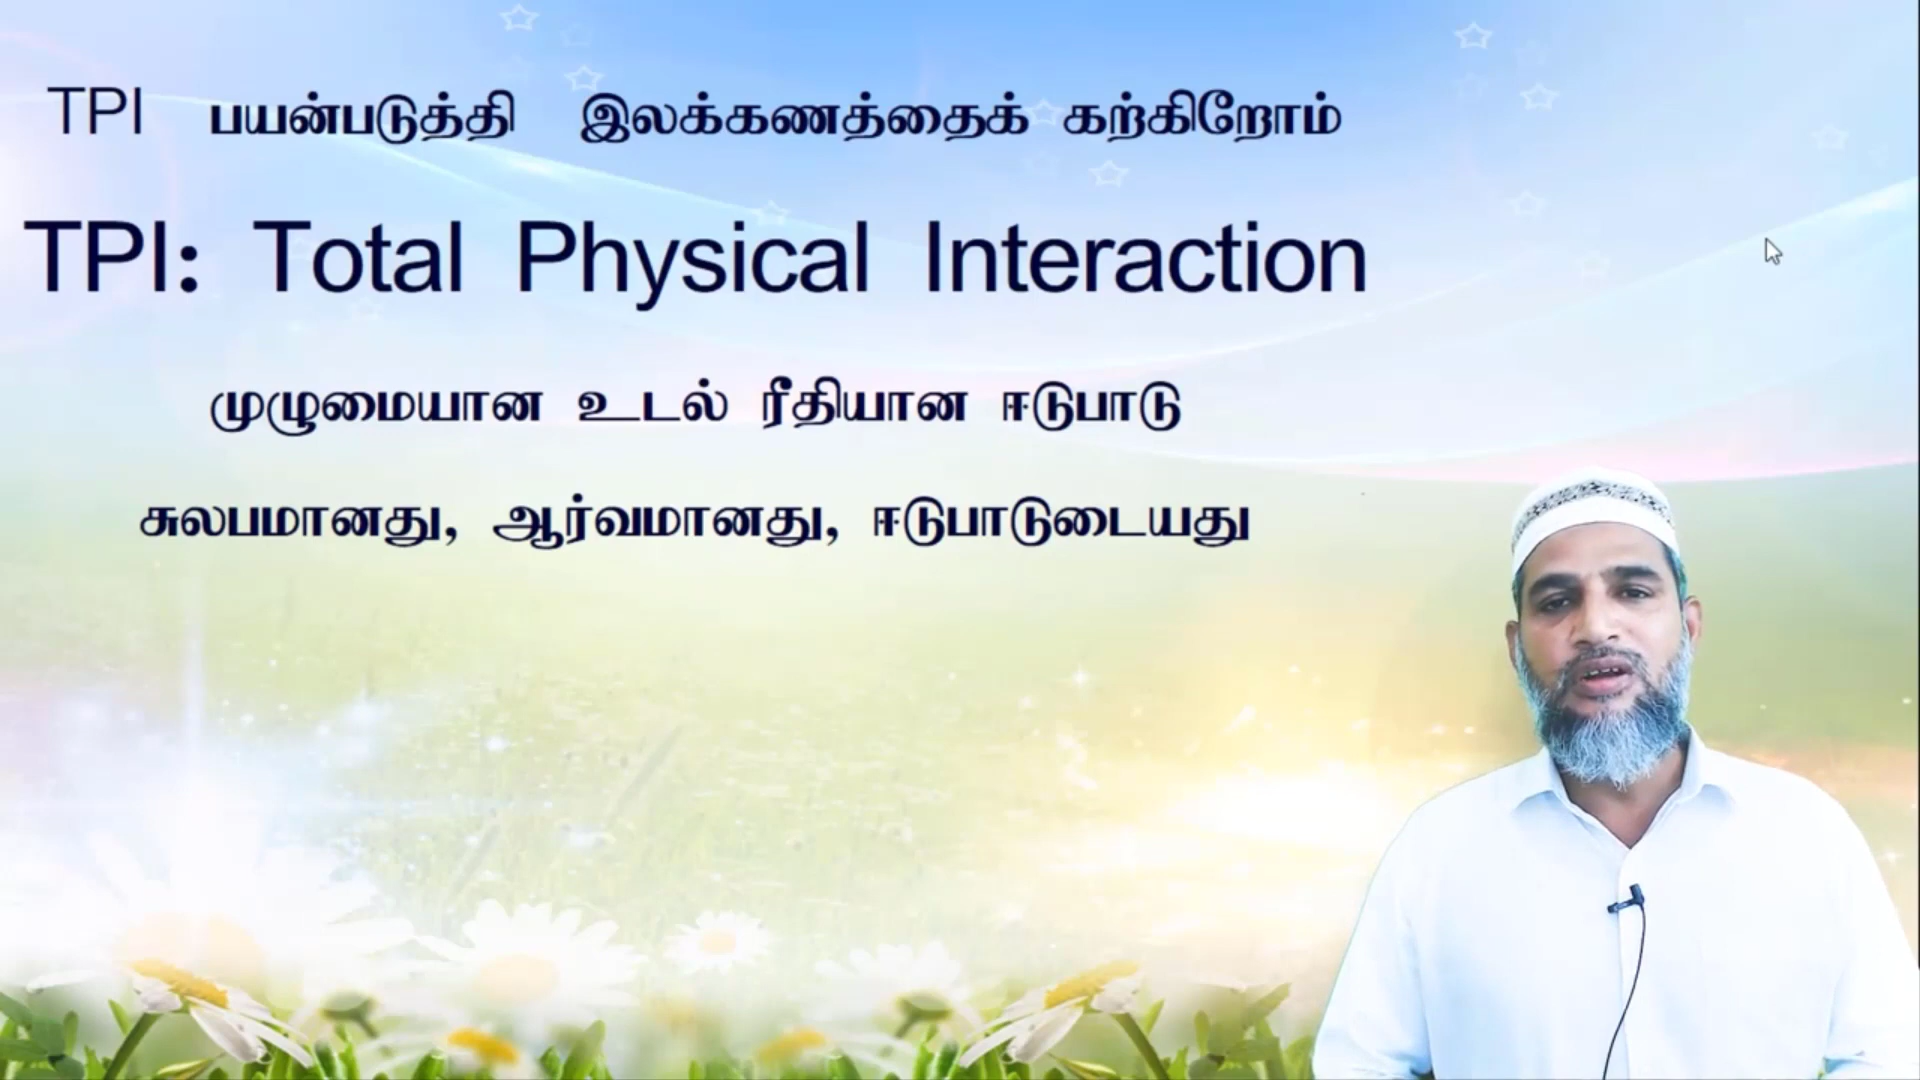 TPI பயன்படுத்தி இலக்கணத்தைக் கற்கிறோம்
TPI: Total Physical Interaction
முழுமையான உடல் ரீதியான ஈடுபாடு
சுலபமானது, ஆர்வமானது, ஈடுபாடுடையது